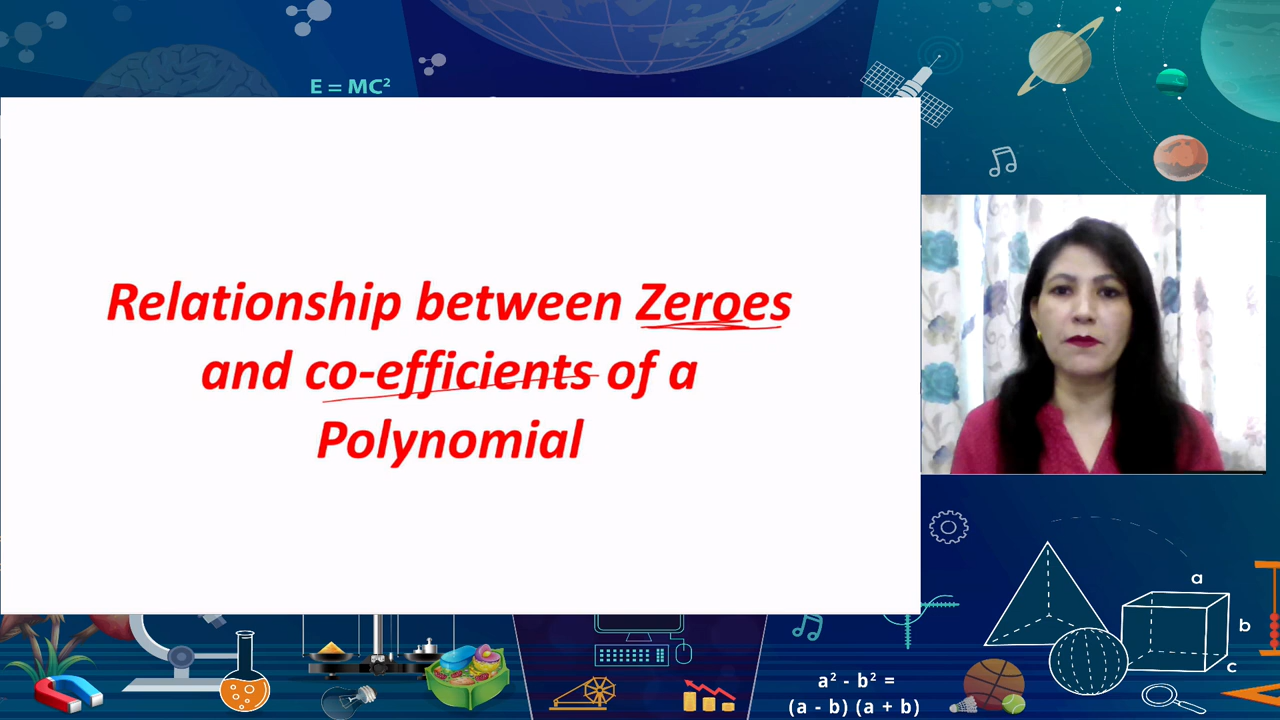 E = MC²
Relationship between Zeroes
and co-efficients of a
Polynomial
a
b
c
a² - b² =
(a - b) (a + b)